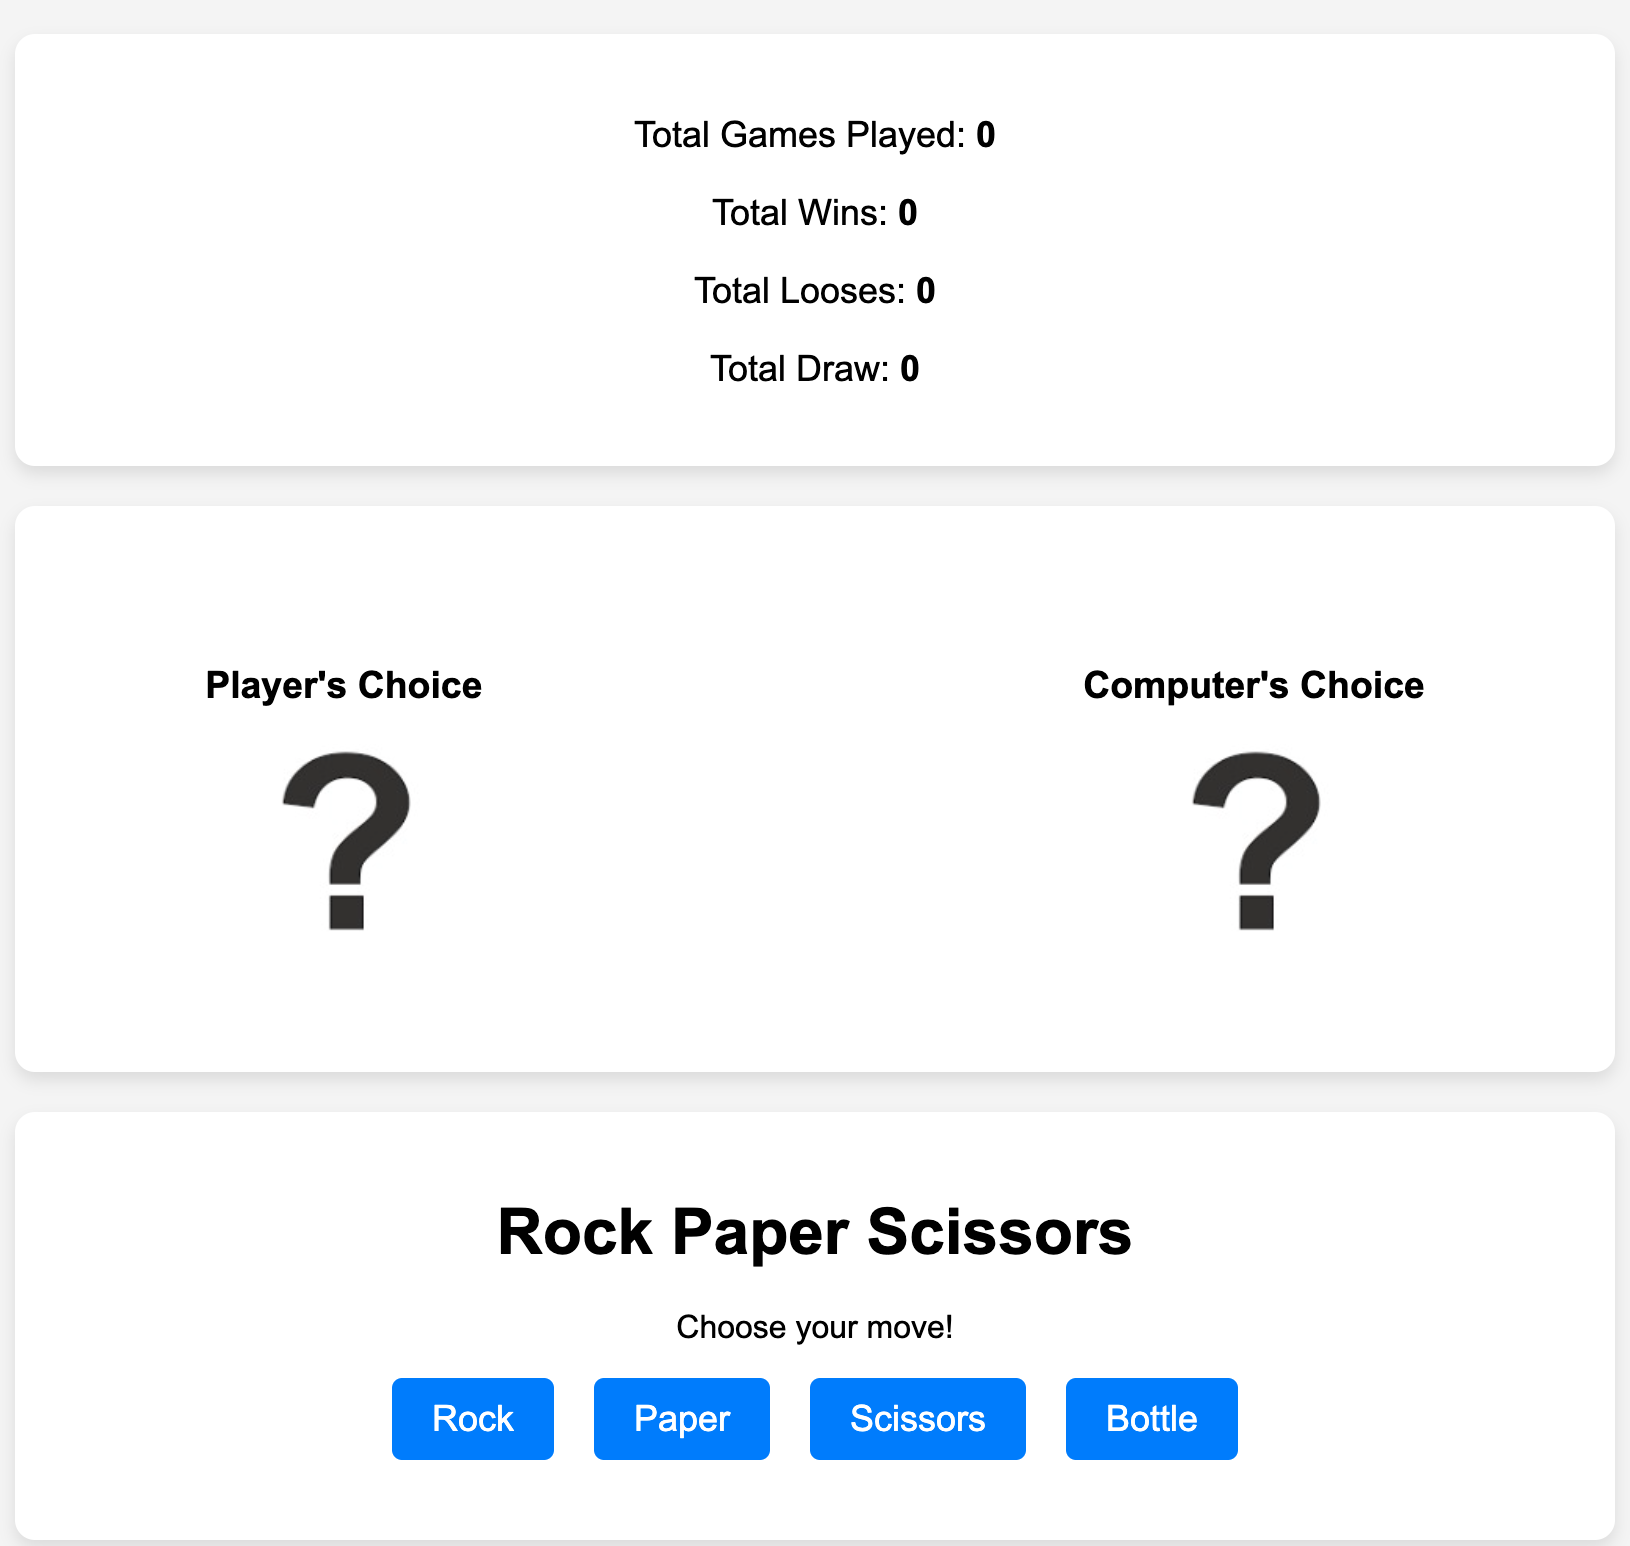 Total Games Played: 0
Total Wins: 0
Total Looses: 0
Total Draw: 0
Player's Choice
Computer's Choice
?
?
Rock Paper Scissors
Choose your move!
Rock
Paper
Scissors
Bottle